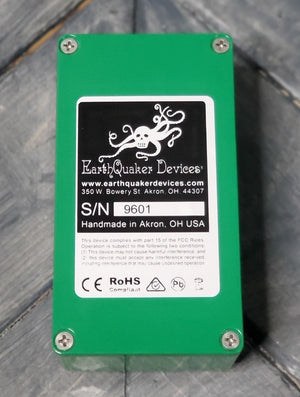 EarthQuaker Devices®
www.earthquakerdevices.com
350 W. Bowery St. Akron, OH. 44307
S/N 9601
Handmade in Akron, OH USA
This device complies with part 15 of the FCC Rules.
Operation is subject to the following two conditions:
(1) This device may not cause harmful interference, and
2) this device must accept any interference received,
including interference that may cause undesired operation.
CE RoHS Compliant Pb